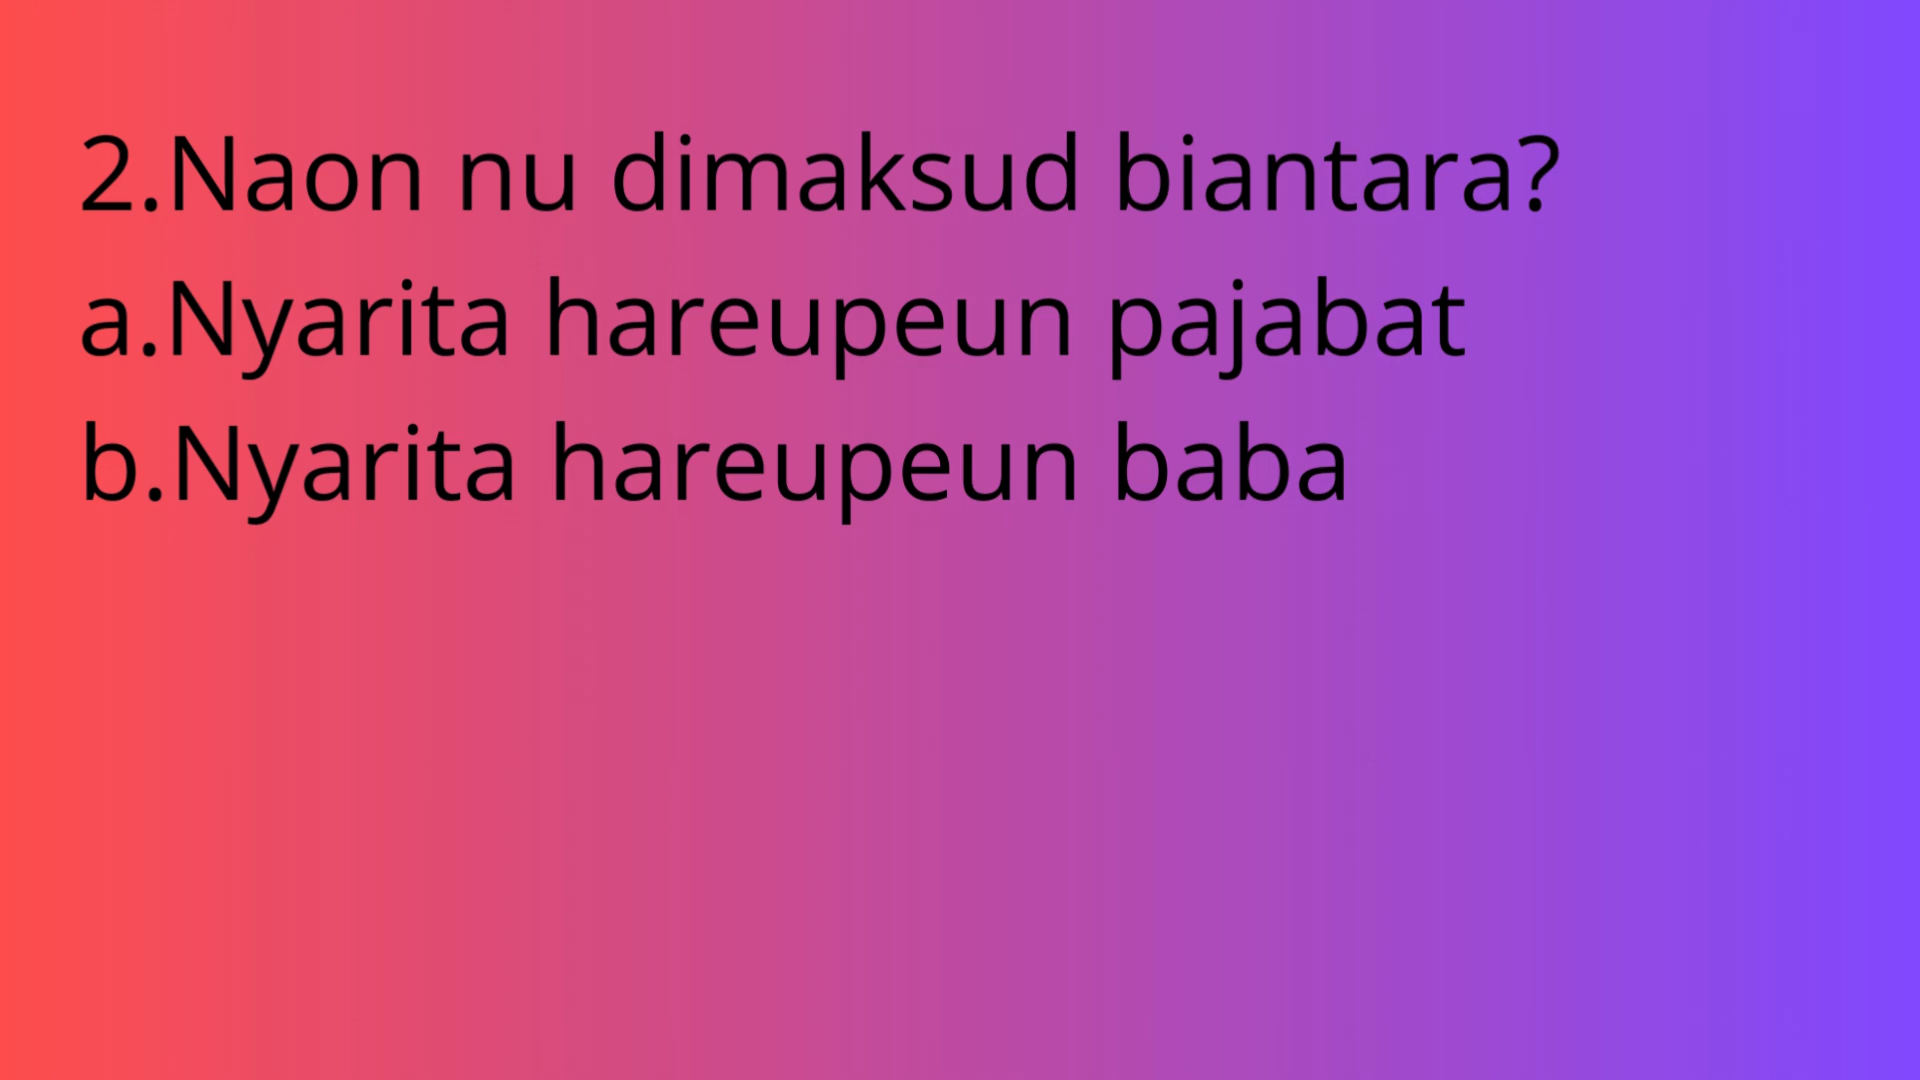 2.Naon nu dimaksud biantara?
a.Nyarita hareupeun pajabat
b.Nyarita hareupeun baba